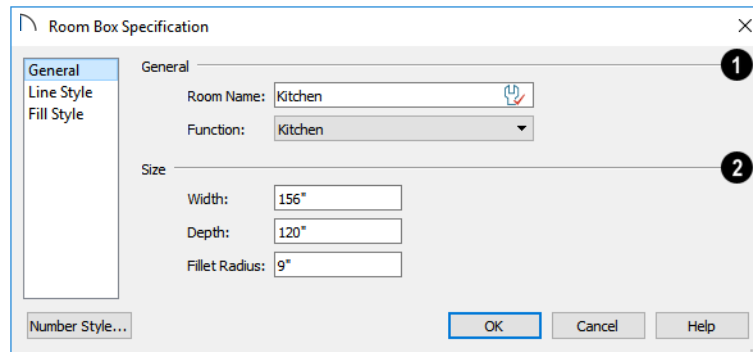 Room Box Specification
General
Line Style
Fill Style
General
1
Room Name: Kitchen
Function: Kitchen
Size
2
Width: 156"
Depth: 120"
Fillet Radius: 9"
Number Style...
OK
Cancel
Help